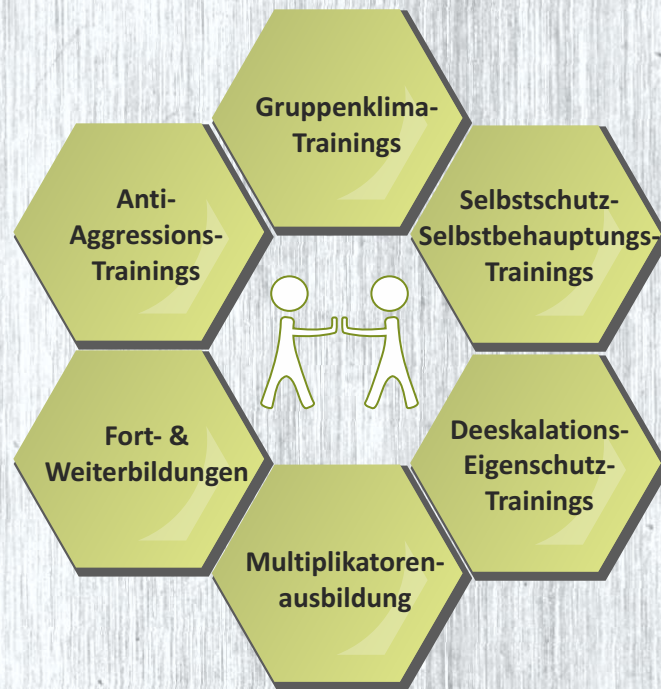 Gruppenklima-
Trainings
Selbstschutz-
Selbstbehauptungs-
Trainings
Deeskalations-
Eigenschutz-
Trainings
Multiplikatoren-
ausbildung
Fort- &
Weiterbildungen
Anti-
Aggressions-
Trainings